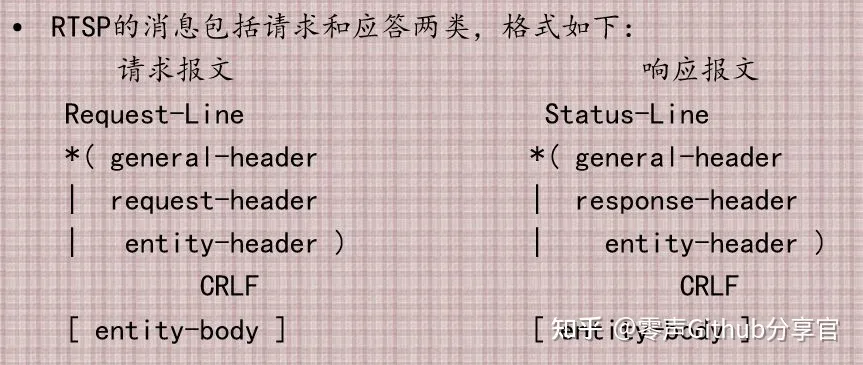 • RTSP的消息包括请求和应答两类，格式如下：
请求报文 响应报文
Request-Line Status-Line
*( general-header *( general-header
| request-header | response-header
| entity-header ) | entity-header )
CRLF CRLF
[ entity-body ] [ entity-body ]
知乎 @零声Github分享官